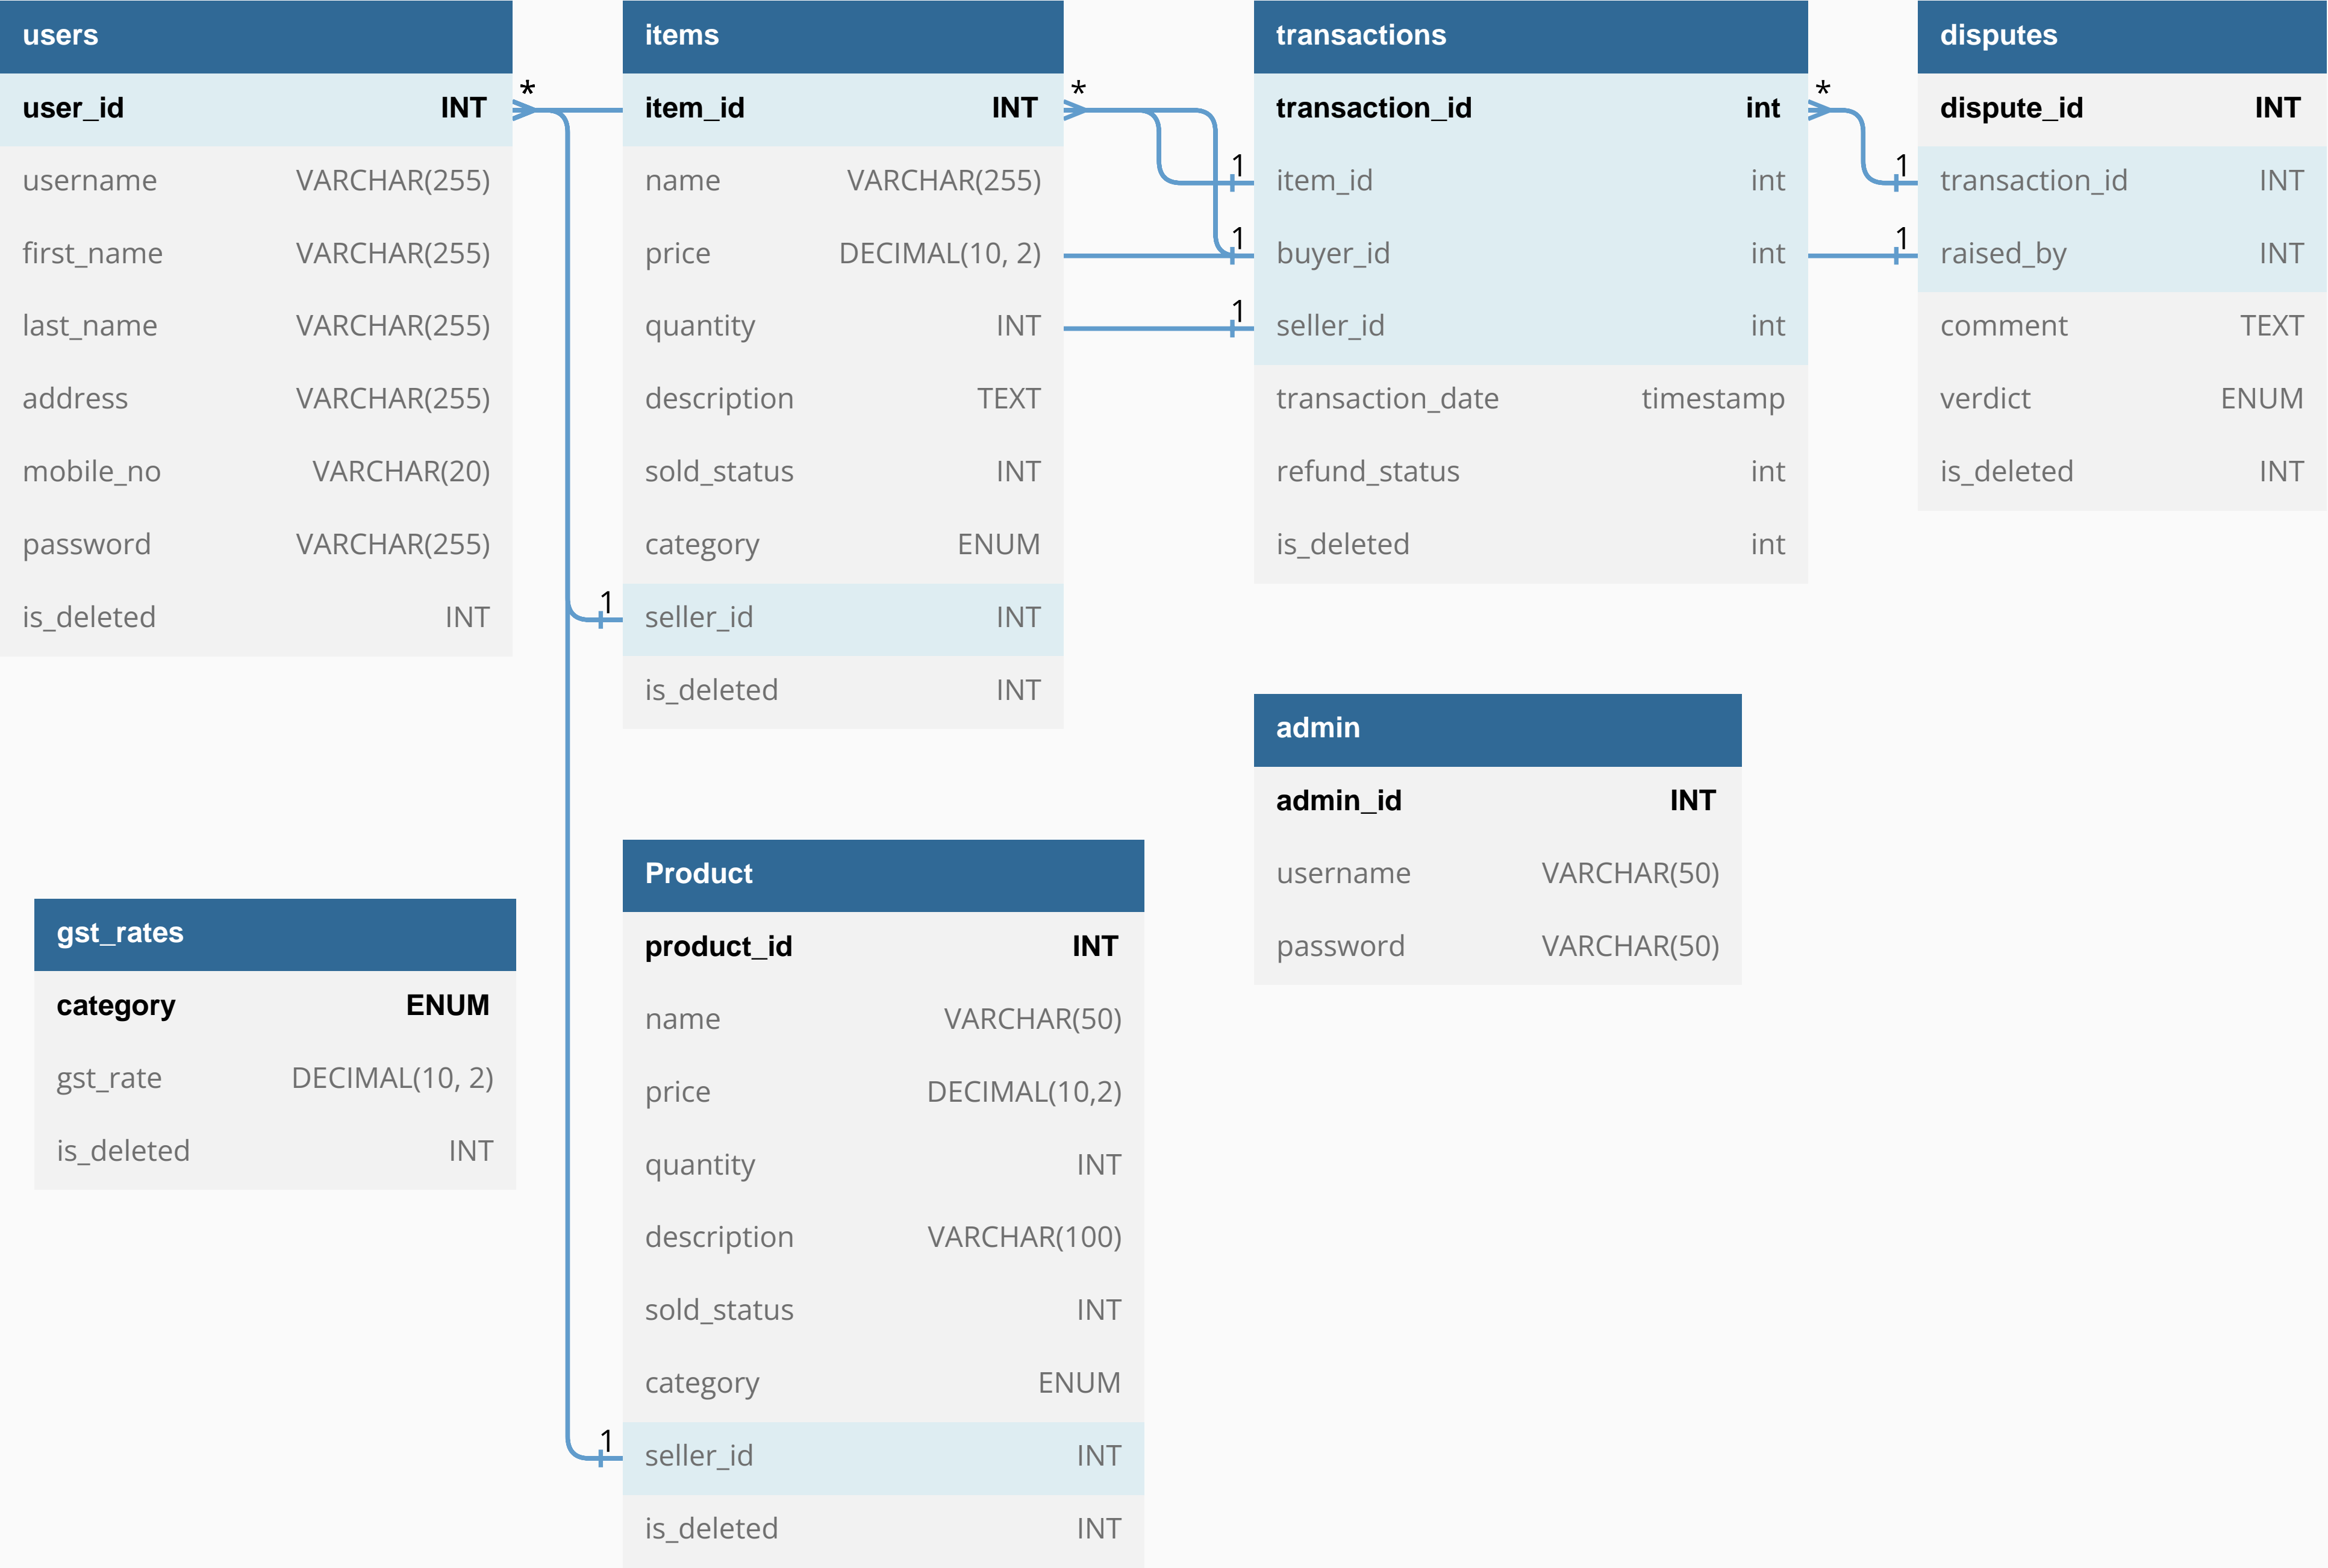 users
user_id INT
username VARCHAR(255)
first_name VARCHAR(255)
last_name VARCHAR(255)
address VARCHAR(255)
mobile_no VARCHAR(20)
password VARCHAR(255)
is_deleted INT
*
1
1
items
item_id INT
name VARCHAR(255)
price DECIMAL(10, 2)
quantity INT
description TEXT
sold_status INT
category ENUM
seller_id INT
is_deleted INT
*
1
1
1
transactions
transaction_id int
item_id int
buyer_id int
seller_id int
transaction_date timestamp
refund_status int
is_deleted int
*
1
1
disputes
dispute_id INT
transaction_id INT
raised_by INT
comment TEXT
verdict ENUM
is_deleted INT
admin
admin_id INT
username VARCHAR(50)
password VARCHAR(50)
gst_rates
category ENUM
gst_rate DECIMAL(10, 2)
is_deleted INT
Product
product_id INT
name VARCHAR(50)
price DECIMAL(10,2)
quantity INT
description VARCHAR(100)
sold_status INT
category ENUM
seller_id INT
is_deleted INT